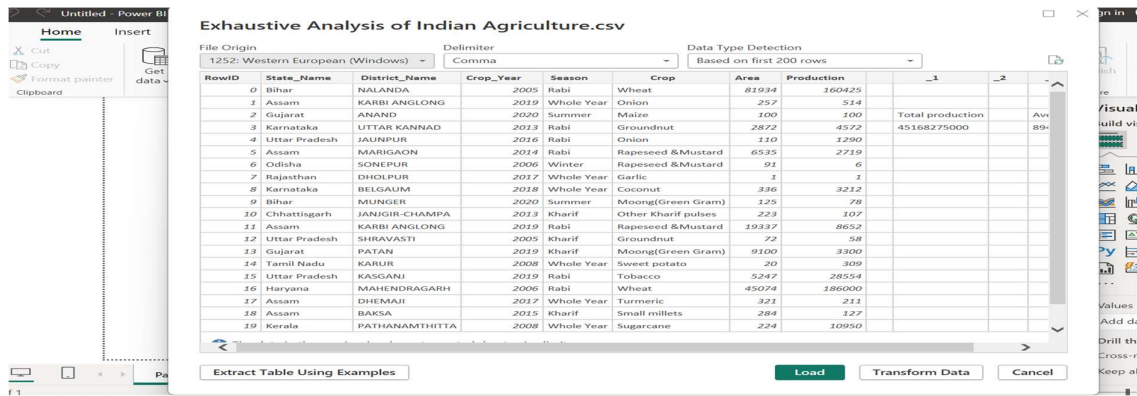 Untitled - Power BI
Home Insert
Cut
Copy
Format painter
Clipboard
Get
data
Exhaustive Analysis of Indian Agriculture.csv
File Origin Delimiter Data Type Detection
1252: Western European (Windows) Comma Based on first 200 rows
RowID State_Name District_Name Crop_Year Season Crop Area Production _1 _2
0 Bihar NALANDA 2005 Rabi Wheat 81934 160425
1 Assam KARBI ANGLONG 2019 Whole Year Onion 257 514
2 Gujarat ANAND 2020 Summer Maize 100 100 Total production
3 Karnataka UTTAR KANNAD 2013 Rabi Groundnut 2872 4572 45168275000
4 Uttar Pradesh JAUNPUR 2016 Rabi Onion 110 1290
5 Assam MARIGAON 2014 Rabi Rapeseed &Mustard 6535 2719
6 Odisha SONEPUR 2006 Winter Rapeseed &Mustard 91 6
7 Rajasthan DHOLPUR 2017 Whole Year Garlic 1 1
8 Karnataka BELGAUM 2018 Whole Year Coconut 336 3212
9 Bihar MUNGER 2020 Summer Moong(Green Gram) 125 78
10 Chhattisgarh JANJGIR-CHAMPA 2013 Kharif Other Kharif pulses 223 107
11 Assam KARBI ANGLONG 2019 Rabi Rapeseed &Mustard 19337 8652
12 Uttar Pradesh SHRAVASTI 2005 Kharif Groundnut 72 58
13 Gujarat PATAN 2019 Kharif Moong(Green Gram) 9100 3300
14 Tamil Nadu KARUR 2008 Whole Year Sweet potato 20 309
15 Uttar Pradesh KASGANJ 2019 Rabi Tobacco 5247 28554
16 Haryana MAHENDRAGARH 2006 Rabi Wheat 45074 186000
17 Assam DHEMAJI 2017 Whole Year Turmeric 321 211
18 Assam BAKSA 2015 Kharif Small millets 284 127
19 Kerala PATHANAMTHITTA 2008 Whole Year Sugarcane 224 10950
Extract Table Using Examples Load Transform Data Cancel
Pa
f 1
gn in
Visual
uild vis
Py
Values
Add da
Drill th
Cross-r
Keep al